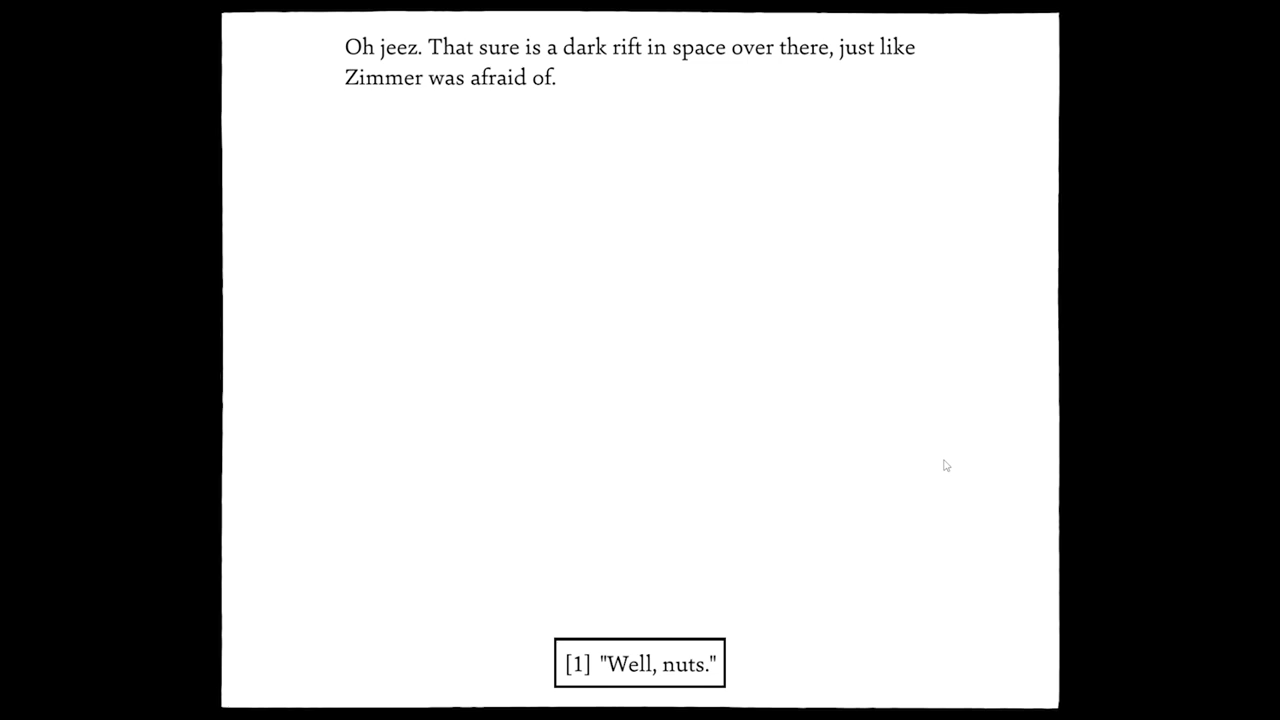 Oh jeez. That sure is a dark rift in space over there, just like
Zimmer was afraid of.
[1] "Well, nuts."